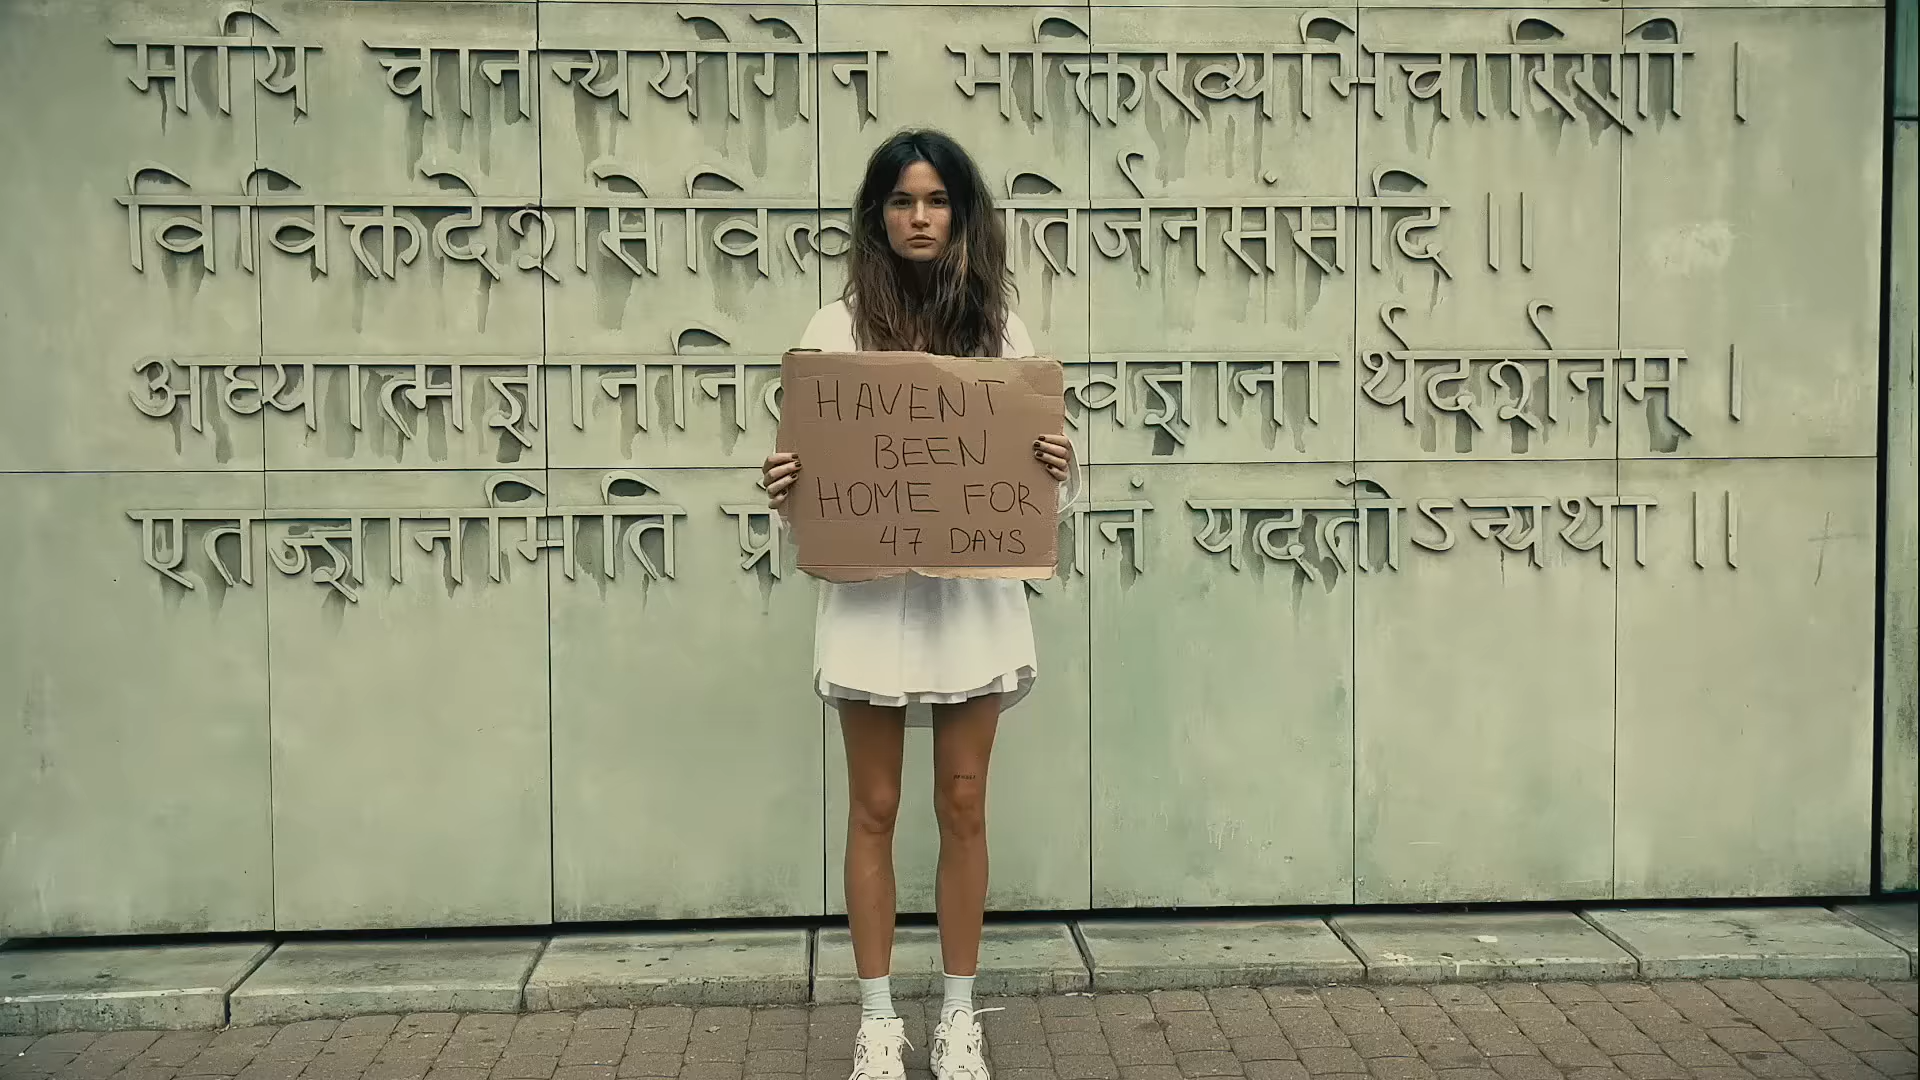 मयि चानन्ययोगेन भक्तिरव्यभिचारिणी ।
विविक्तदेशसेवित्व तिर्जनसंसदि ॥
अध्यात्मज्ञाननि वज्ञाना र्थदर्शनम् ।
एतज्ज्ञानमिति प्र नं यदतोऽन्यथा ॥
HAVEN'T
BEEN
HOME FOR
47 DAYS